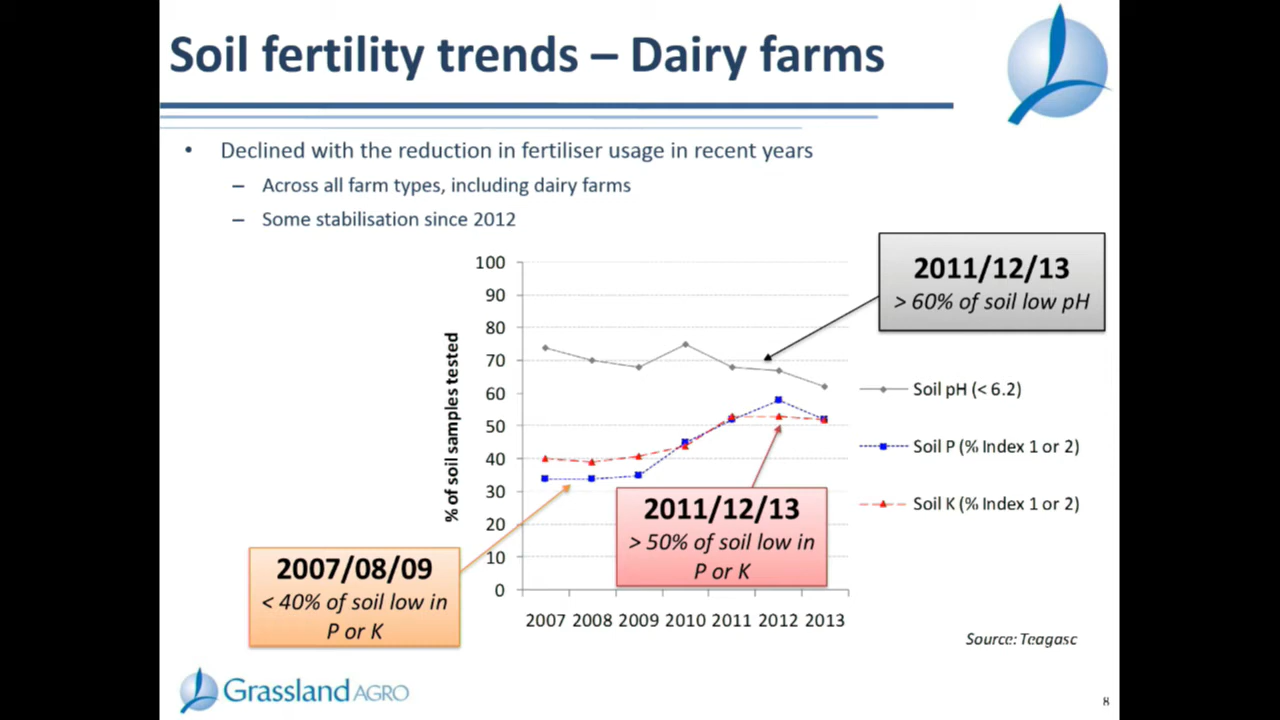 Soil fertility trends – Dairy farms
• Declined with the reduction in fertiliser usage in recent years
– Across all farm types, including dairy farms
– Some stabilisation since 2012
2011/12/13
> 60% of soil low pH
% of soil samples tested
100
90
80
70
60
50
40
30
20
10
0
2007 2008 2009 2010 2011 2012 2013
Soil pH (< 6.2)
Soil P (% Index 1 or 2)
Soil K (% Index 1 or 2)
2011/12/13
> 50% of soil low in
P or K
2007/08/09
< 40% of soil low in
P or K
Source: Teagasc
Grassland AGRO
8